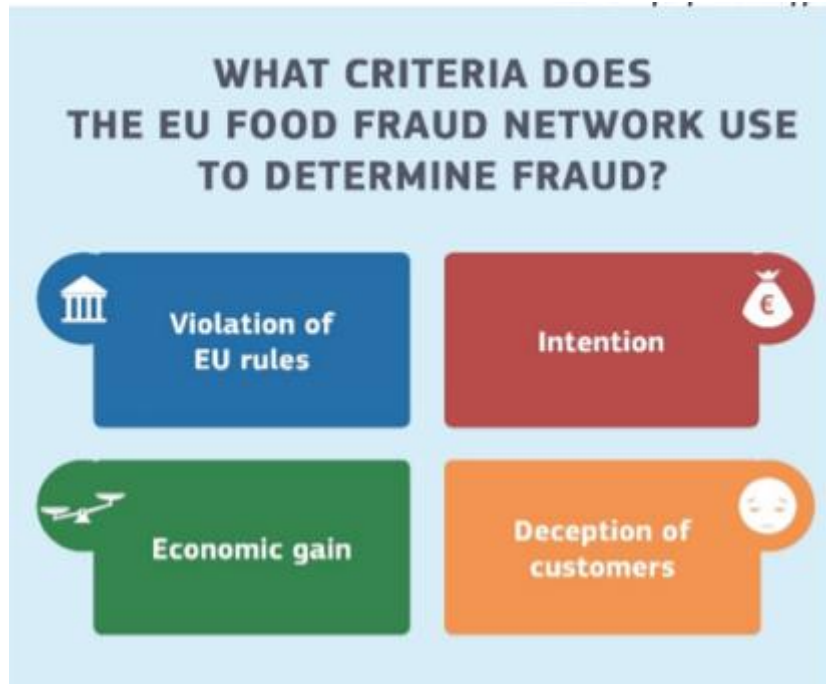 WHAT CRITERIA DOES
THE EU FOOD FRAUD NETWORK USE
TO DETERMINE FRAUD?
Violation of
EU rules
Intention
€
Economic gain
Deception of
customers